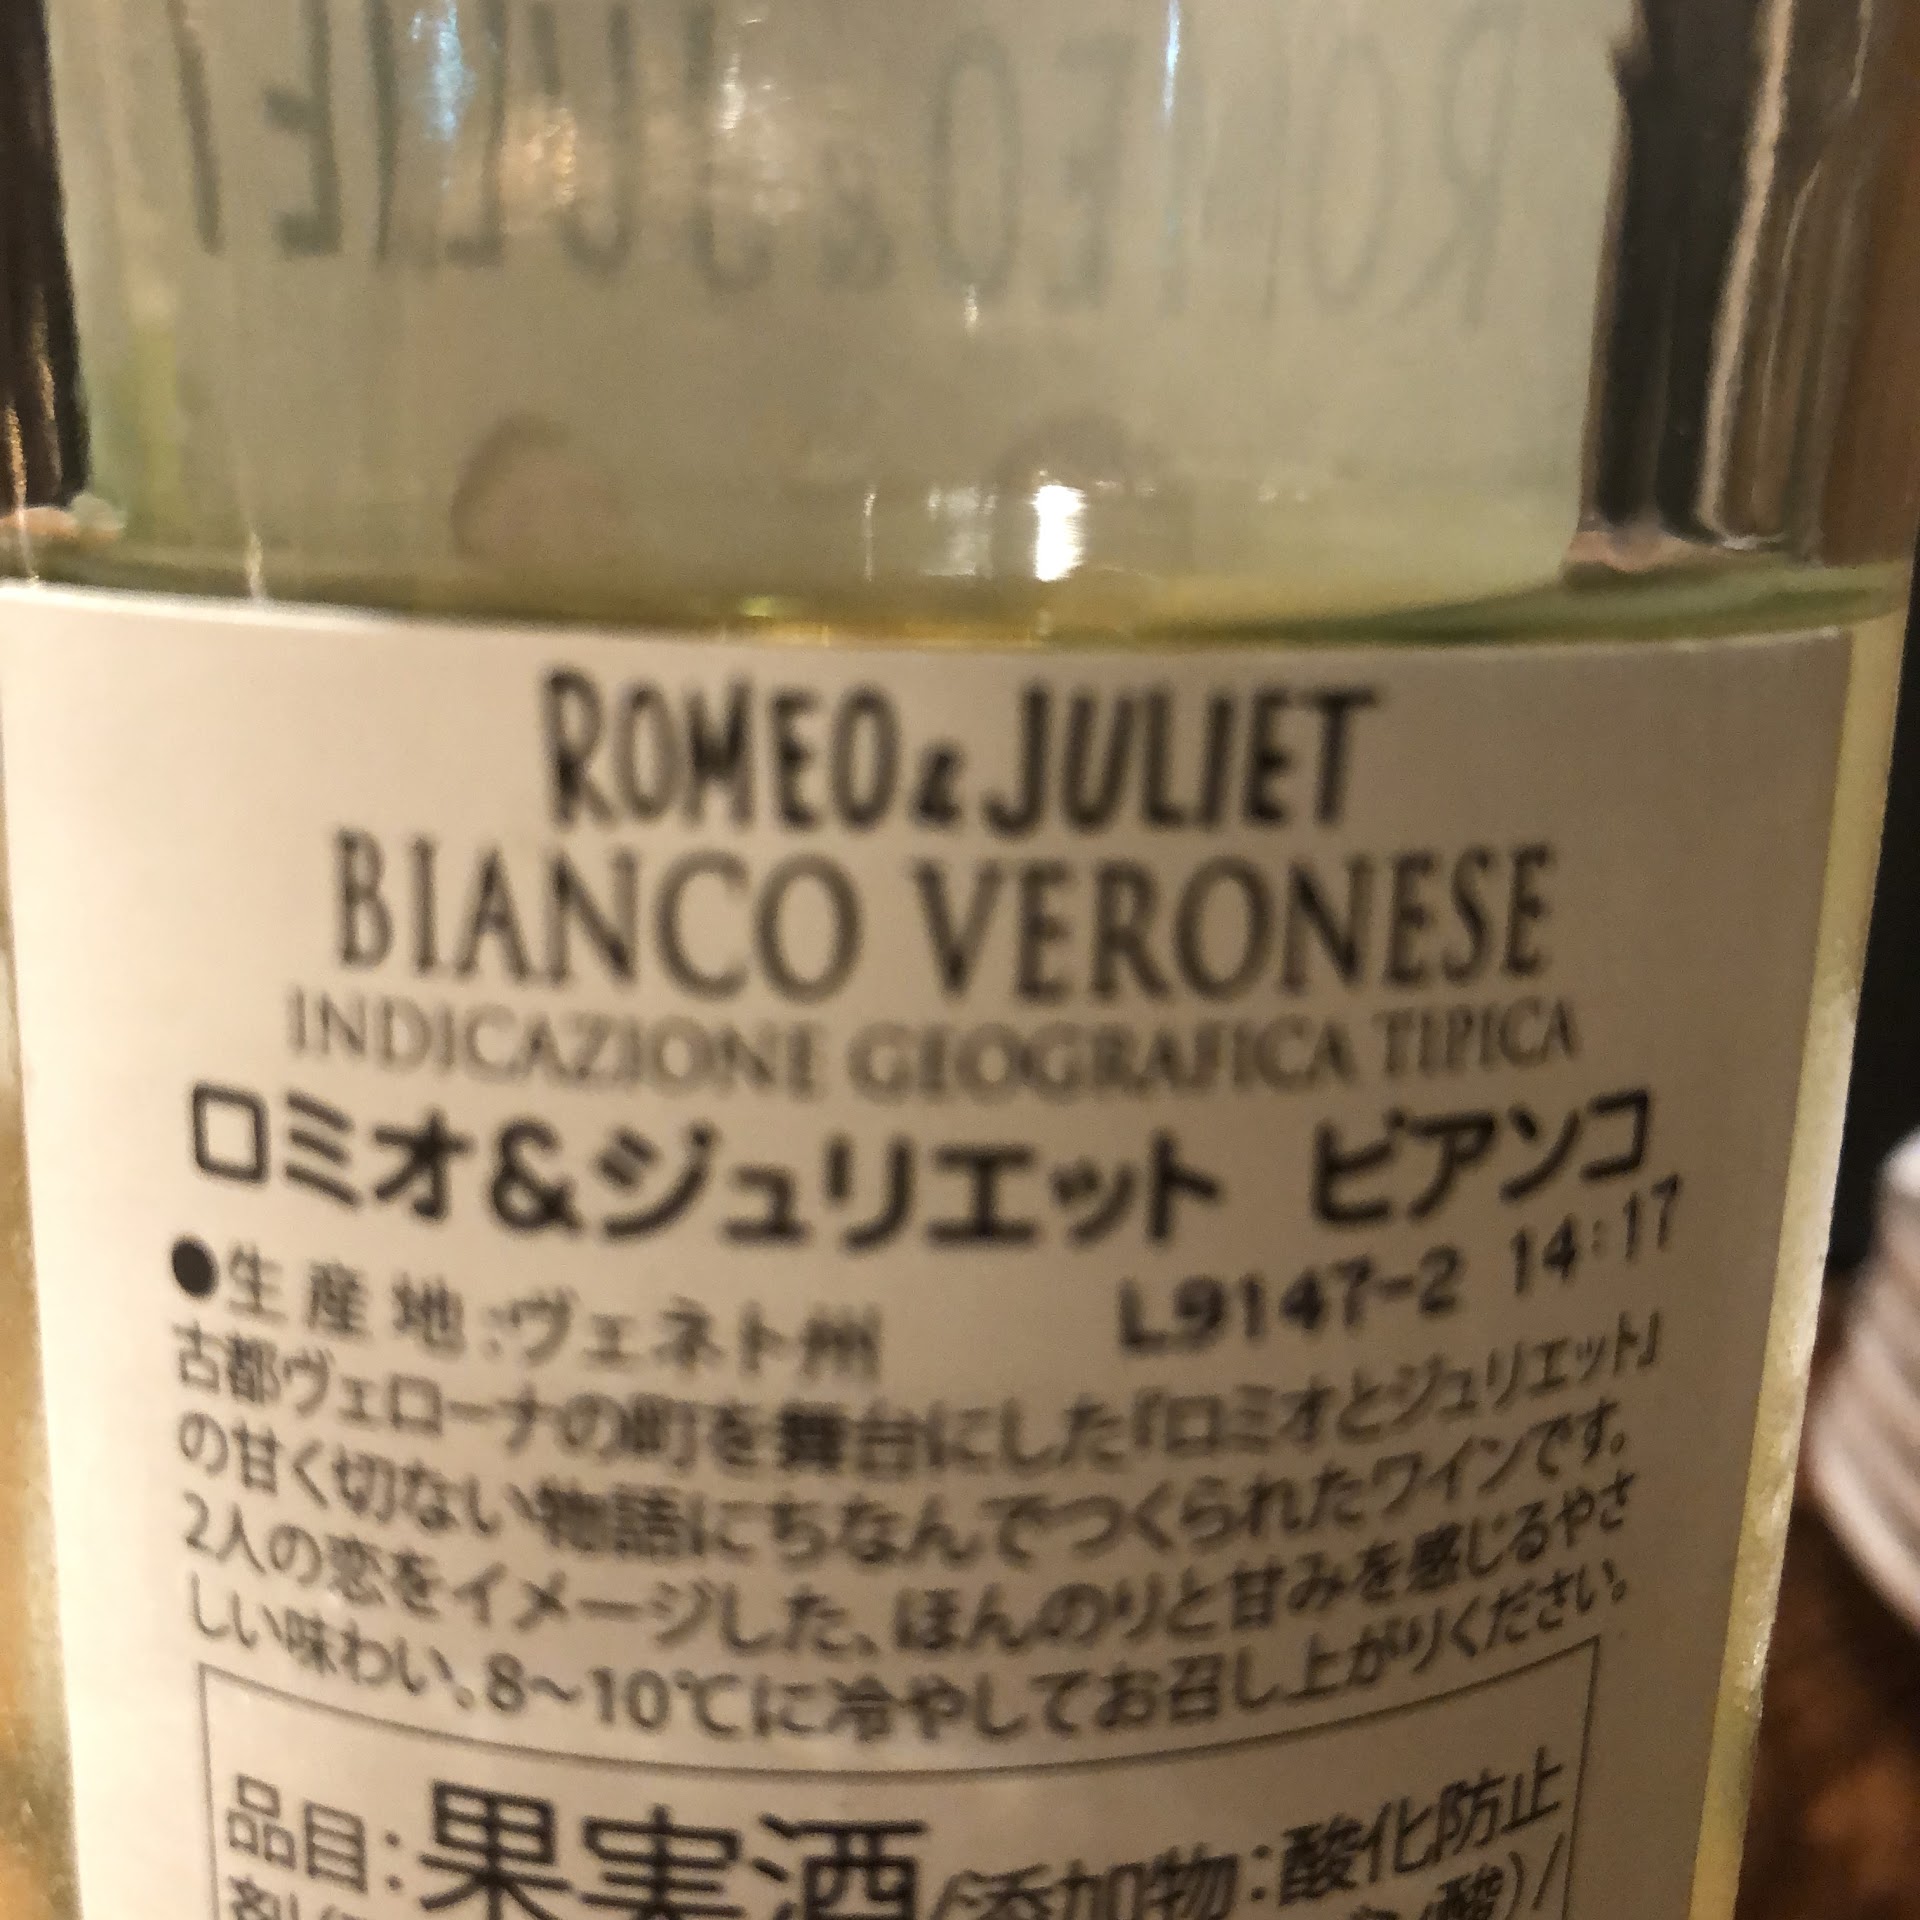 ROMEO & JULIET
ROMEO & JULIET
BIANCO VERONESE
INDICAZIONE GEOGRAFICA TIPICA
ロミオ&ジュリエット ビアンコ
●生産地:ヴェネト州 L9147-2 14:17
古都ヴェローナの町を舞台にした『ロミオとジュリエット』
の甘く切ない物語にちなんでつくられたワインです。
2人の恋をイメージした、ほんのりと甘みを感じるやさ
しい味わい。8~10℃に冷やしてお召し上がりください。
品目:果実酒/添加物:酸化防止
剤 酸)/